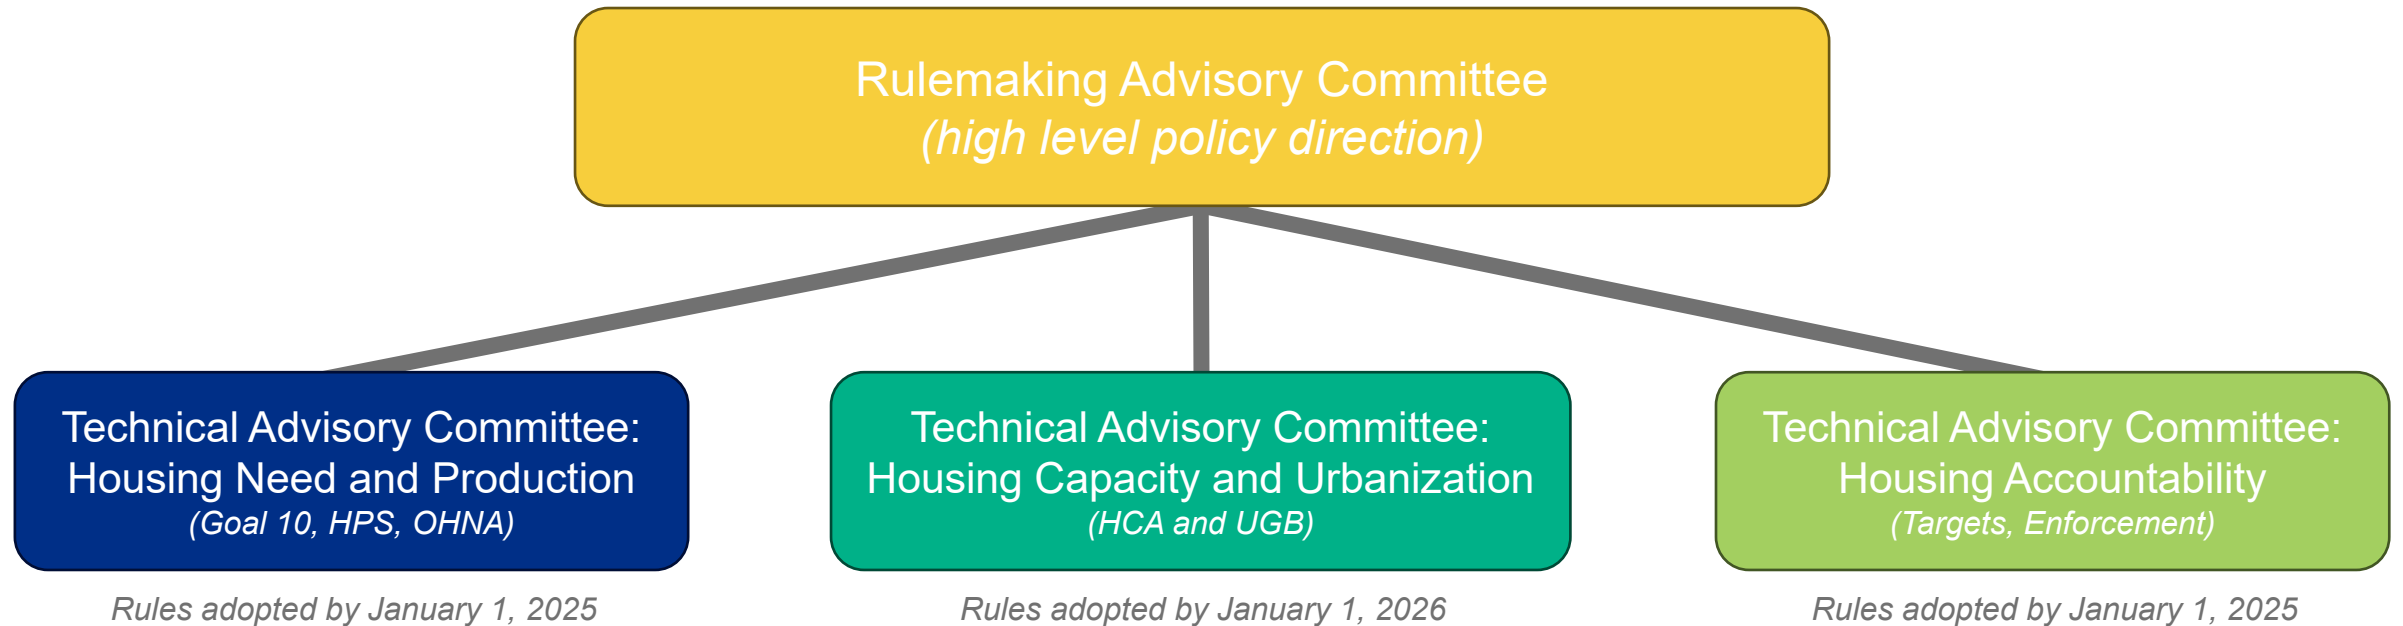 Rulemaking Advisory Committee
(high level policy direction)
Technical Advisory Committee:
Housing Need and Production
(Goal 10, HPS, OHNA)
Rules adopted by January 1, 2025
Technical Advisory Committee:
Housing Capacity and Urbanization
(HCA and UGB)
Rules adopted by January 1, 2026
Technical Advisory Committee:
Housing Accountability
(Targets, Enforcement)
Rules adopted by January 1, 2025